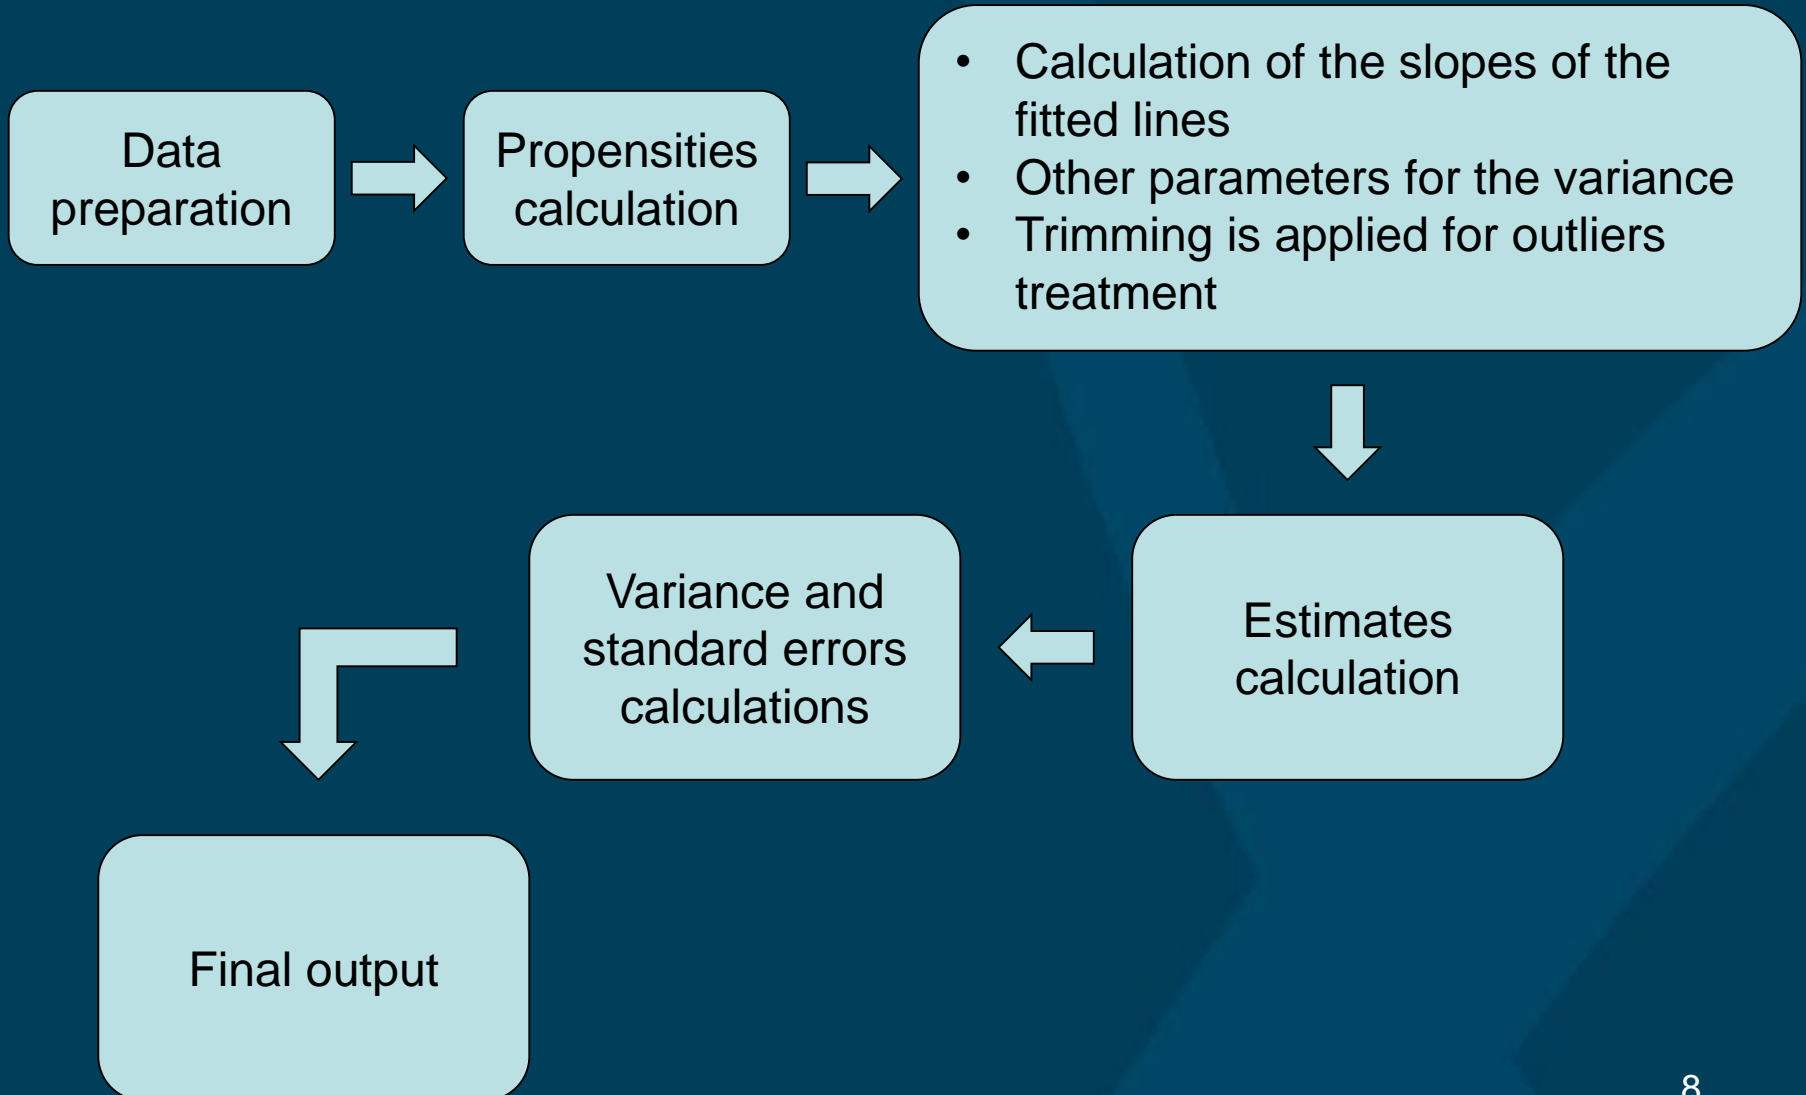 Data
preparation
Propensities
calculation
• Calculation of the slopes of the
fitted lines
• Other parameters for the variance
• Trimming is applied for outliers
treatment
Estimates
calculation
Variance and
standard errors
calculations
Final output
8